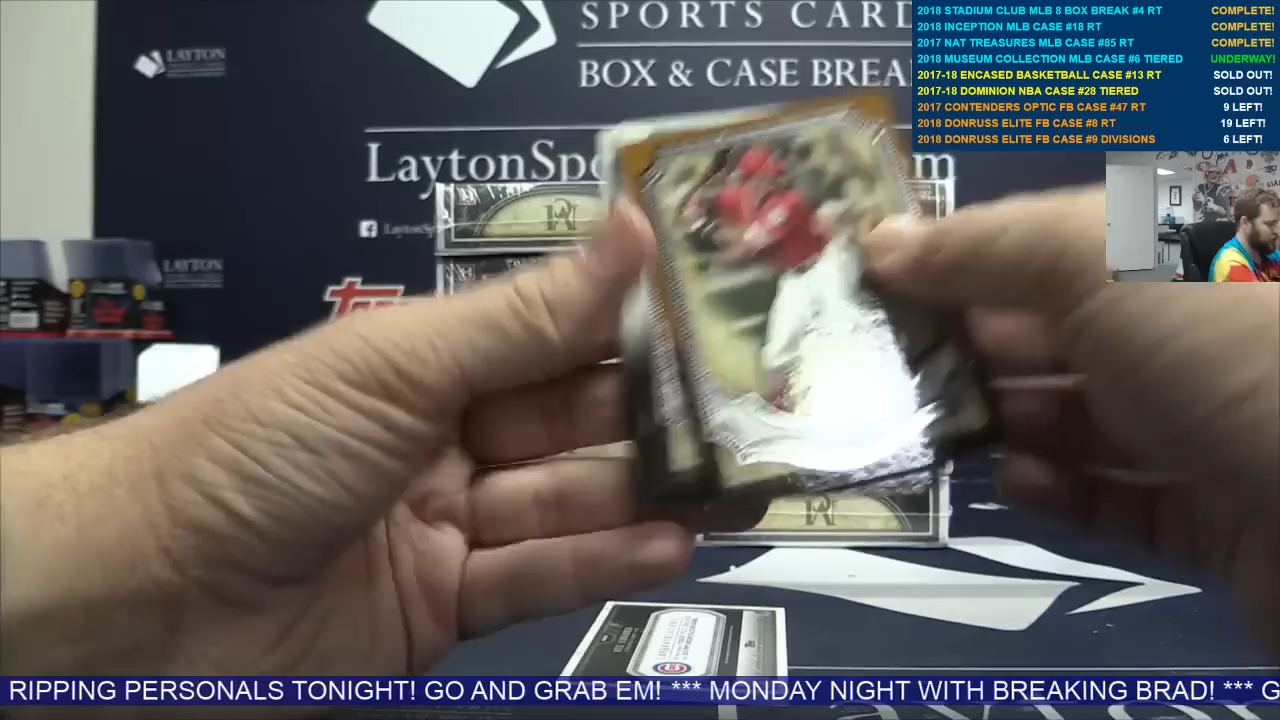 SPORTS CARD
BOX & CASE BREA
LaytonSpo
m
LAYTON
LAYTON
LaytonSp
2018 STADIUM CLUB MLB 8 BOX BREAK #4 RT COMPLETE!
2018 INCEPTION MLB CASE #18 RT COMPLETE!
2017 NAT TREASURES MLB CASE #85 RT COMPLETE!
2018 MUSEUM COLLECTION MLB CASE #6 TIERED UNDERWAY!
2017-18 ENCASED BASKETBALL CASE #13 RT SOLD OUT!
2017-18 DOMINION NBA CASE #28 TIERED SOLD OUT!
2017 CONTENDERS OPTIC FB CASE #47 RT 9 LEFT!
2018 DONRUSS ELITE FB CASE #8 RT 19 LEFT!
2018 DONRUSS ELITE FB CASE #9 DIVISIONS 6 LEFT!
RIPPING PERSONALS TONIGHT! GO AND GRAB EM! *** MONDAY NIGHT WITH BREAKING BRAD! *** G